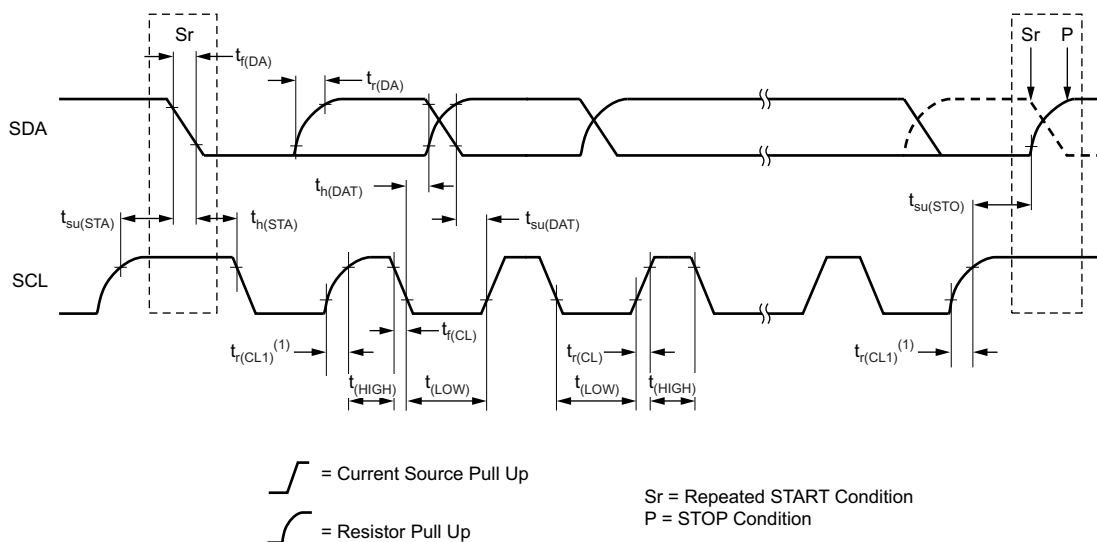 Sr
Sr P
t_f(DA)
t_r(DA)
SDA
t_h(DAT)
t_su(STA)
t_h(STA)
t_su(DAT)
t_su(STO)
SCL
t_f(CL)
t_r(CL1)(1)
t_r(CL)
t_r(CL1)(1)
t_(HIGH)
t_(LOW)
t_(LOW)
t_(HIGH)
= Current Source Pull Up
= Resistor Pull Up
Sr = Repeated START Condition
P = STOP Condition